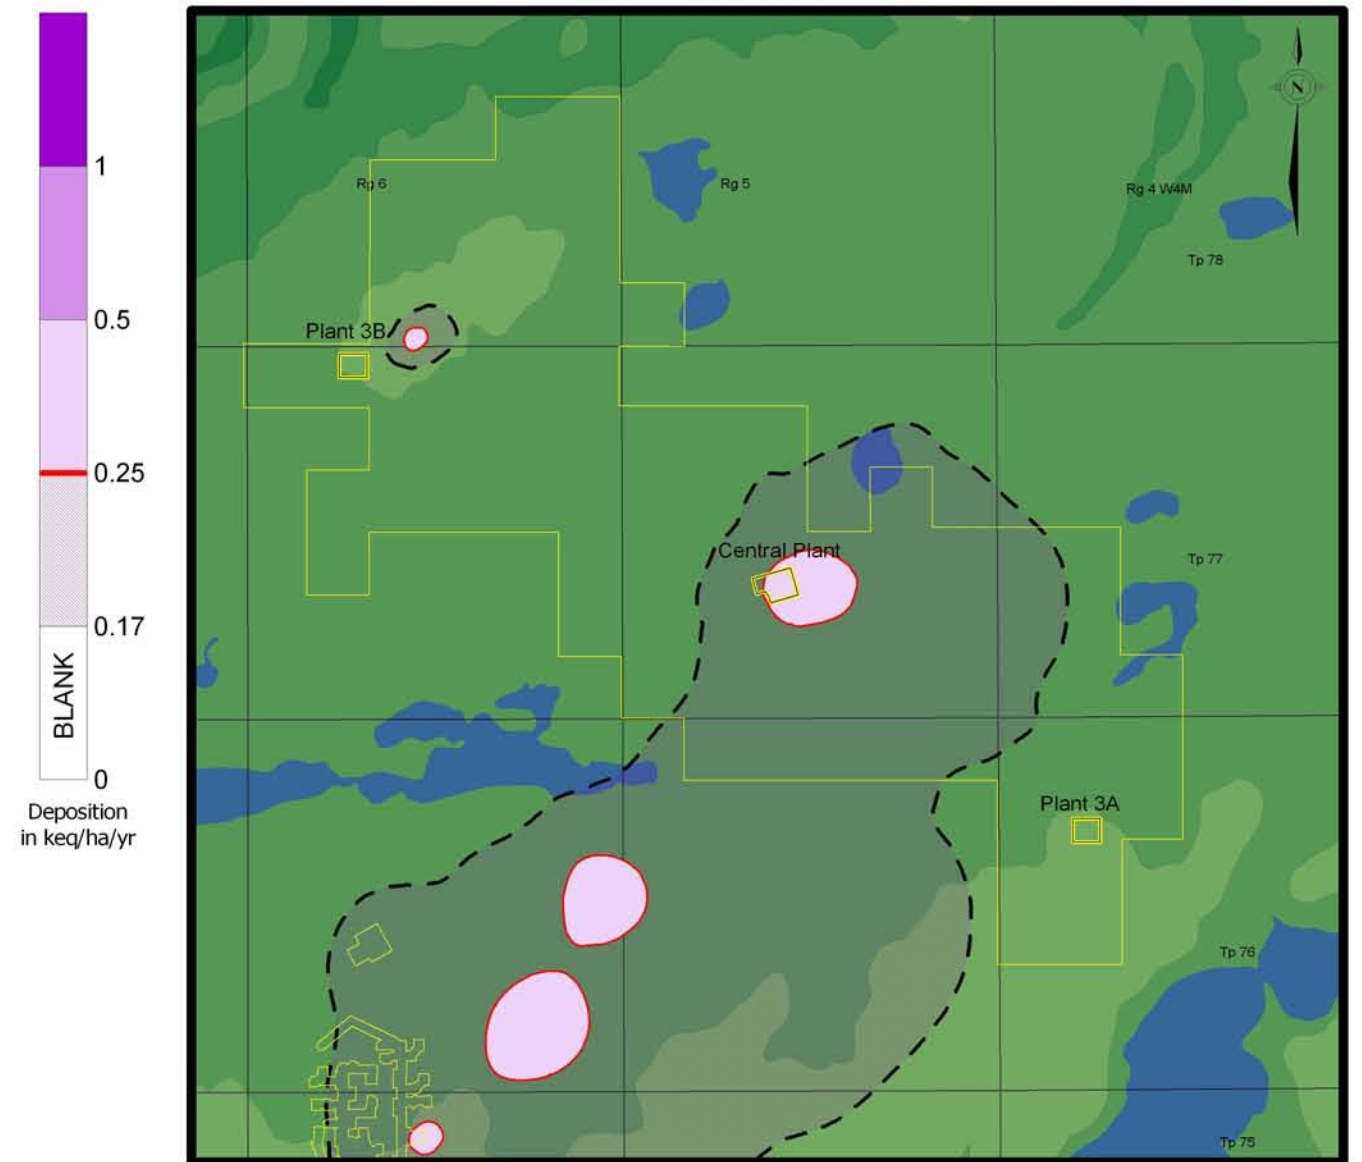 1
0.5
0.25
0.17
BLANK
0
Deposition
in keq/ha/yr
N
Rg 6
Rg 5
Rg 4 W4M
Tp 78
Plant 3B
Central Plant
Tp 77
Plant 3A
Tp 76
Tp 75